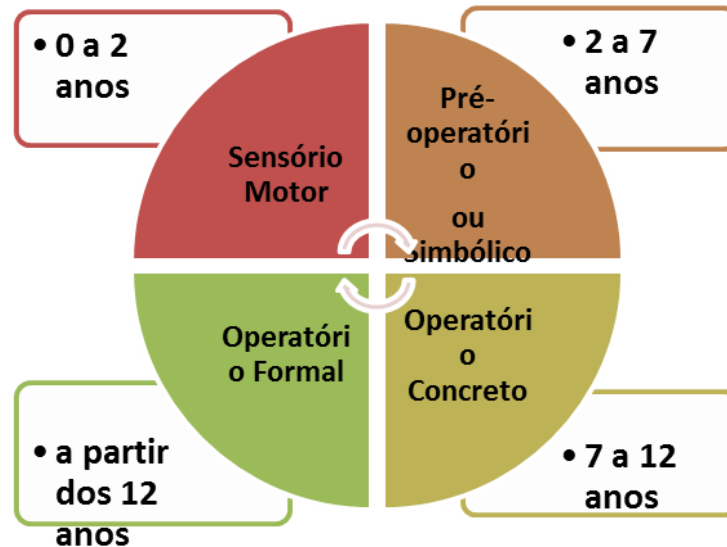 • 0 a 2
anos
Sensório
Motor
• 2 a 7
anos
Pré-
operatóri
o
ou
Simbólico
Operatóri
o Formal
• a partir
dos 12
anos
Operatóri
o
Concreto
• 7 a 12
anos